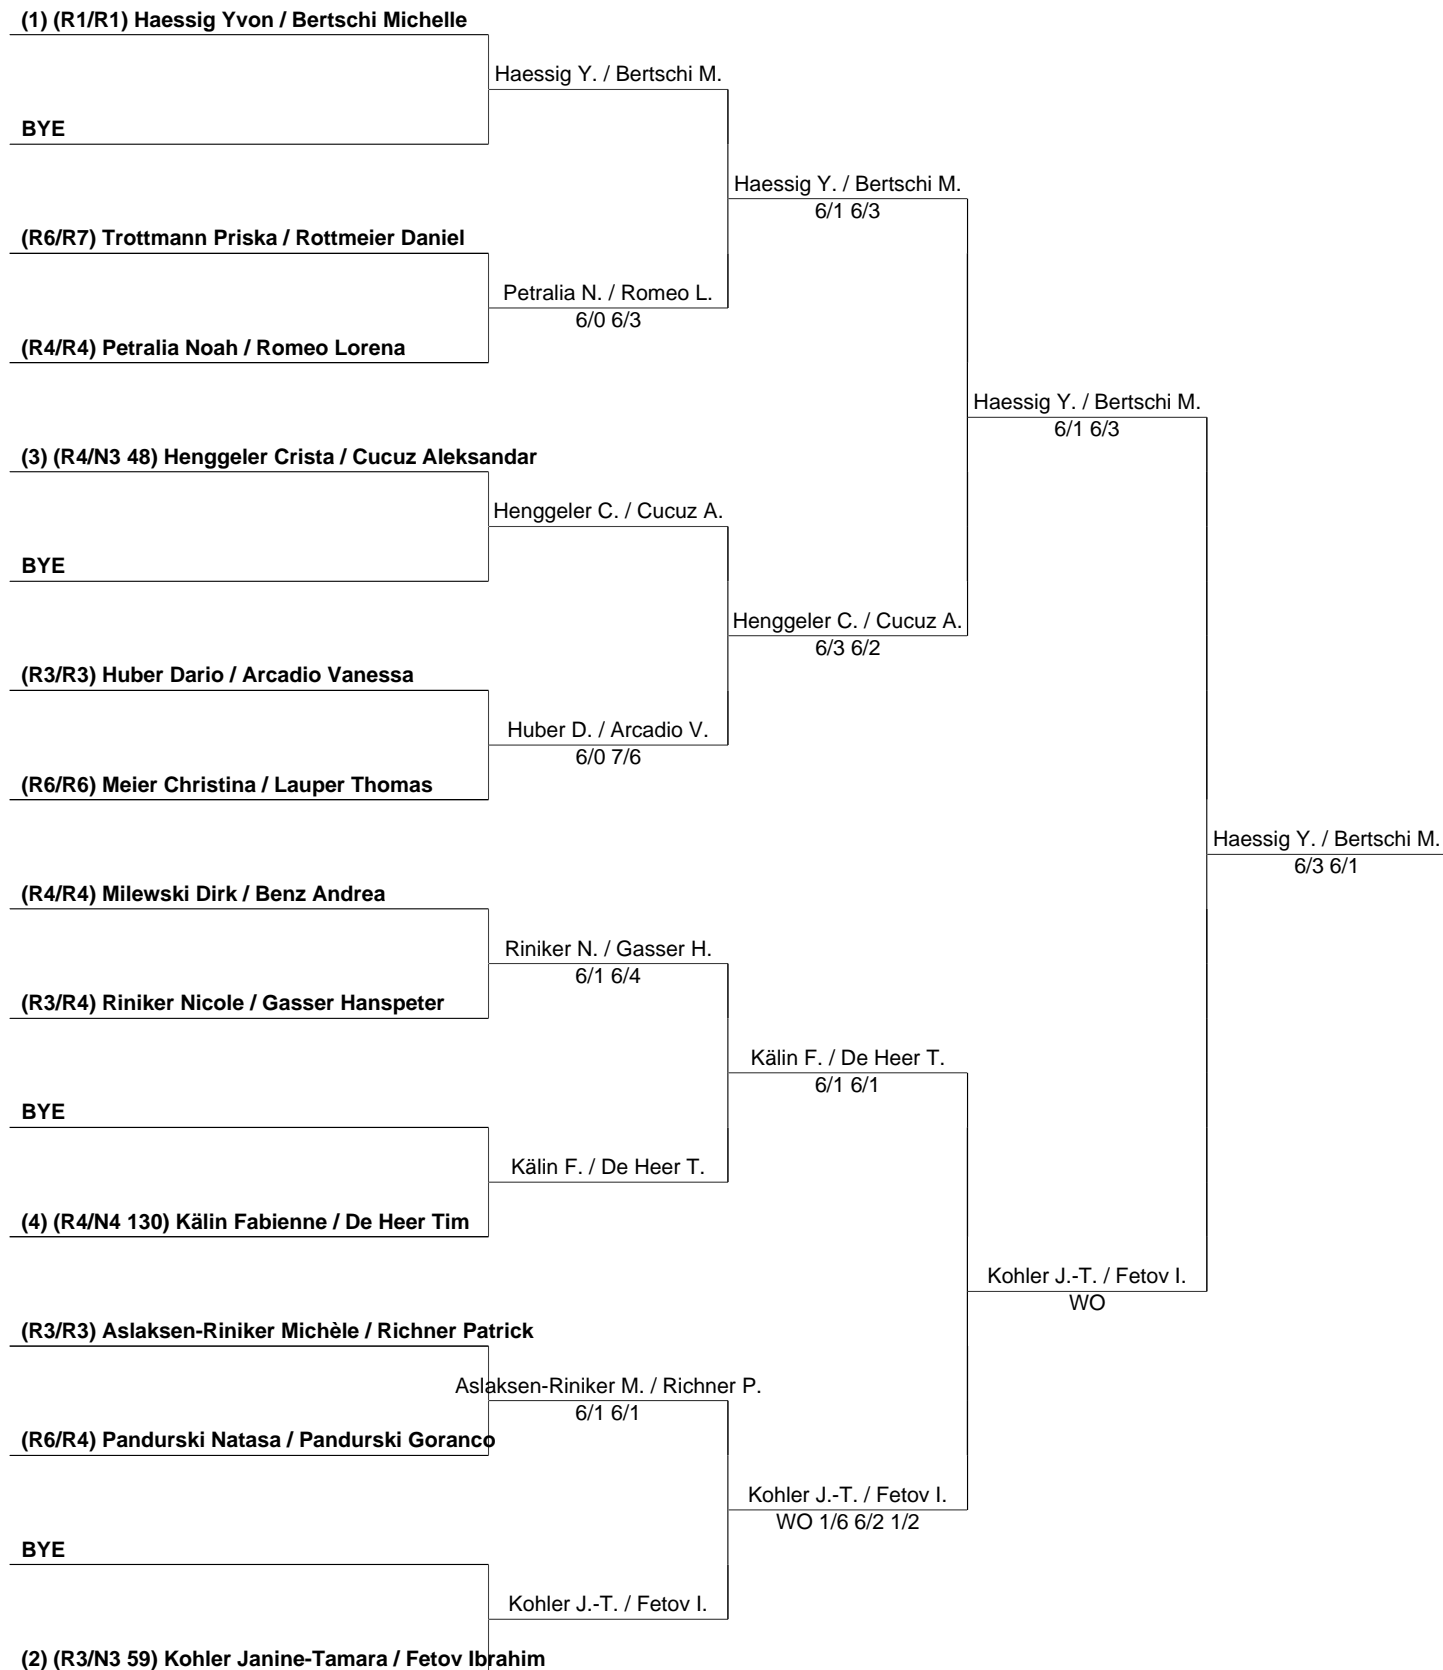 (1) (R1/R1) Haessig Yvon / Bertschi Michelle
Haessig Y. / Bertschi M.
BYE
Haessig Y. / Bertschi M.
6/1 6/3
(R6/R7) Trottmann Priska / Rottmeier Daniel
Petralia N. / Romeo L.
6/0 6/3
(R4/R4) Petralia Noah / Romeo Lorena
Haessig Y. / Bertschi M.
6/1 6/3
(3) (R4/N3 48) Henggeler Crista / Cucuz Aleksandar
Henggeler C. / Cucuz A.
BYE
Henggeler C. / Cucuz A.
6/3 6/2
(R3/R3) Huber Dario / Arcadio Vanessa
Huber D. / Arcadio V.
6/0 7/6
(R6/R6) Meier Christina / Lauper Thomas
Haessig Y. / Bertschi M.
6/3 6/1
(R4/R4) Milewski Dirk / Benz Andrea
Riniker N. / Gasser H.
6/1 6/4
(R3/R4) Riniker Nicole / Gasser Hanspeter
Kälin F. / De Heer T.
6/1 6/1
BYE
Kälin F. / De Heer T.
(4) (R4/N4 130) Kälin Fabienne / De Heer Tim
Kohler J.-T. / Fetov I.
WO
(R3/R3) Aslaksen-Riniker Michèle / Richner Patrick
Aslaksen-Riniker M. / Richner P.
6/1 6/1
(R6/R4) Pandurski Natasa / Pandurski Goranco
Kohler J.-T. / Fetov I.
WO 1/6 6/2 1/2
BYE
Kohler J.-T. / Fetov I.
(2) (R3/N3 59) Kohler Janine-Tamara / Fetov Ibrahim